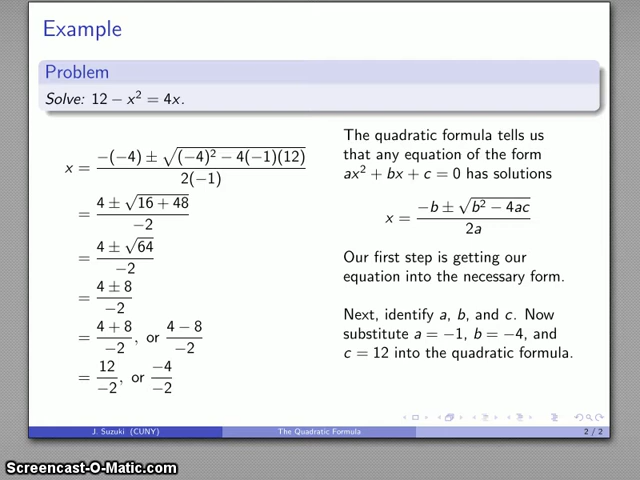 Example
Problem
Solve: 12 − x² = 4x.
x = −(−4) ± √(−4)² − 4(−1)(12) / 2(−1)
= 4 ± √16 + 48 / −2
= 4 ± √64 / −2
= 4 ± 8 / −2
= 4 + 8 / −2, or 4 − 8 / −2
= 12 / −2, or −4 / −2
The quadratic formula tells us
that any equation of the form
ax² + bx + c = 0 has solutions
x = −b ± √b² − 4ac / 2a
Our first step is getting our
equation into the necessary form.
Next, identify a, b, and c. Now
substitute a = −1, b = −4, and
c = 12 into the quadratic formula.
J. Suzuki (CUNY) The Quadratic Formula 2 / 2
Screencast-O-Matic.com